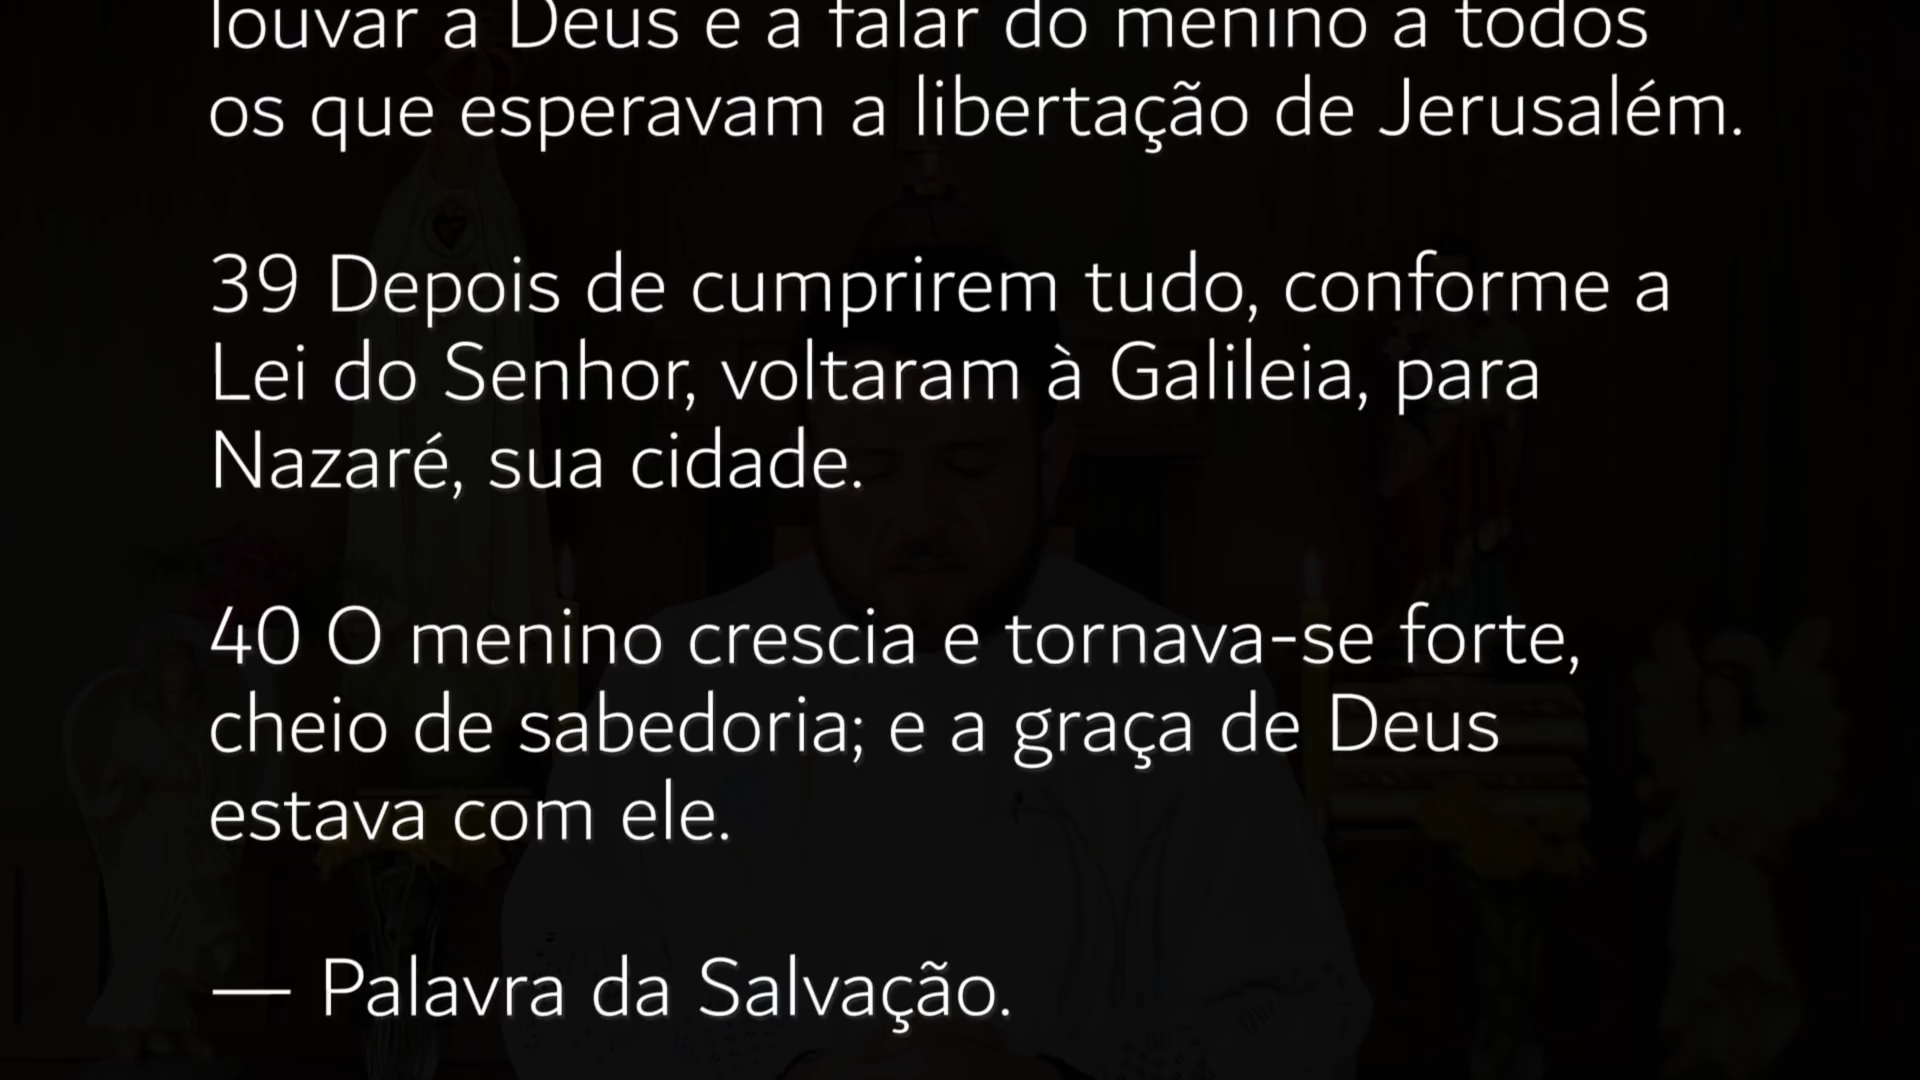 louvar a Deus e a falar do menino a todos
os que esperavam a libertação de Jerusalém.
39 Depois de cumprirem tudo, conforme a
Lei do Senhor, voltaram à Galileia, para
Nazaré, sua cidade.
40 O menino crescia e tornava-se forte,
cheio de sabedoria; e a graça de Deus
estava com ele.
— Palavra da Salvação.